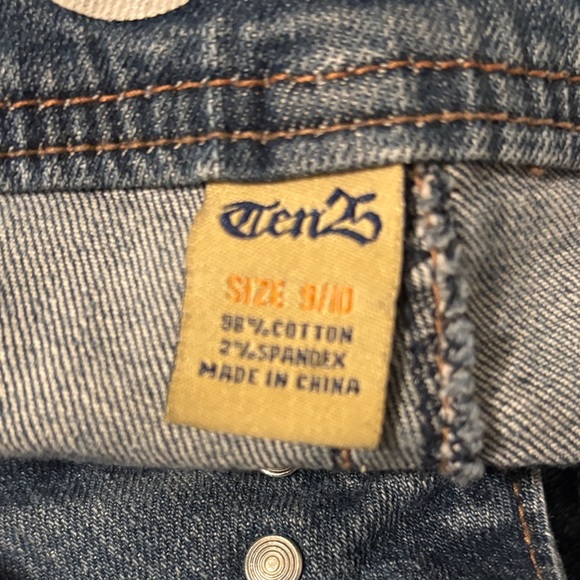 Ten25
SIZE 9/10
98%COTTON
2%SPANDEX
MADE IN CHINA